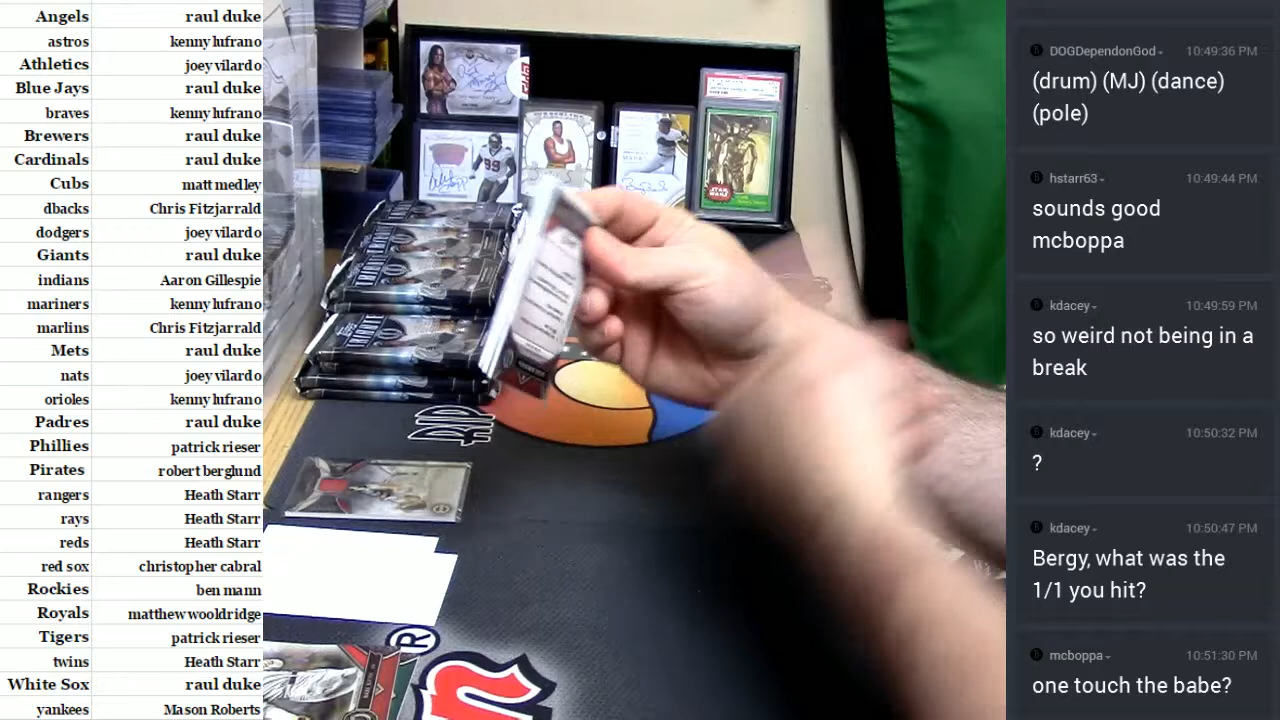 Angels raul duke
astros kenny lufrano
Athletics joey vilardo
Blue Jays raul duke
braves kenny lufrano
Brewers raul duke
Cardinals raul duke
Cubs matt medley
dbacks Chris Fitzjarrald
dodgers joey vilardo
Giants raul duke
indians Aaron Gillespie
mariners kenny lufrano
marlins Chris Fitzjarrald
Mets raul duke
nats joey vilardo
orioles kenny lufrano
Padres raul duke
Phillies patrick rieser
Pirates robert berglund
rangers Heath Starr
rays Heath Starr
reds Heath Starr
red sox christopher cabral
Rockies ben mann
Royals matthew wooldridge
Tigers patrick rieser
twins Heath Starr
White Sox raul duke
yankees Mason Roberts
STAR WARS
99
RIP
®
DOGDependonGod 10:49:36 PM
(drum) (MJ) (dance)
(pole)
hstarr63 10:49:44 PM
sounds good
mcboppa
kdacey 10:49:59 PM
so weird not being in a
break
kdacey 10:50:32 PM
?
kdacey 10:50:47 PM
Bergy, what was the
1/1 you hit?
mcboppa 10:51:30 PM
one touch the babe?